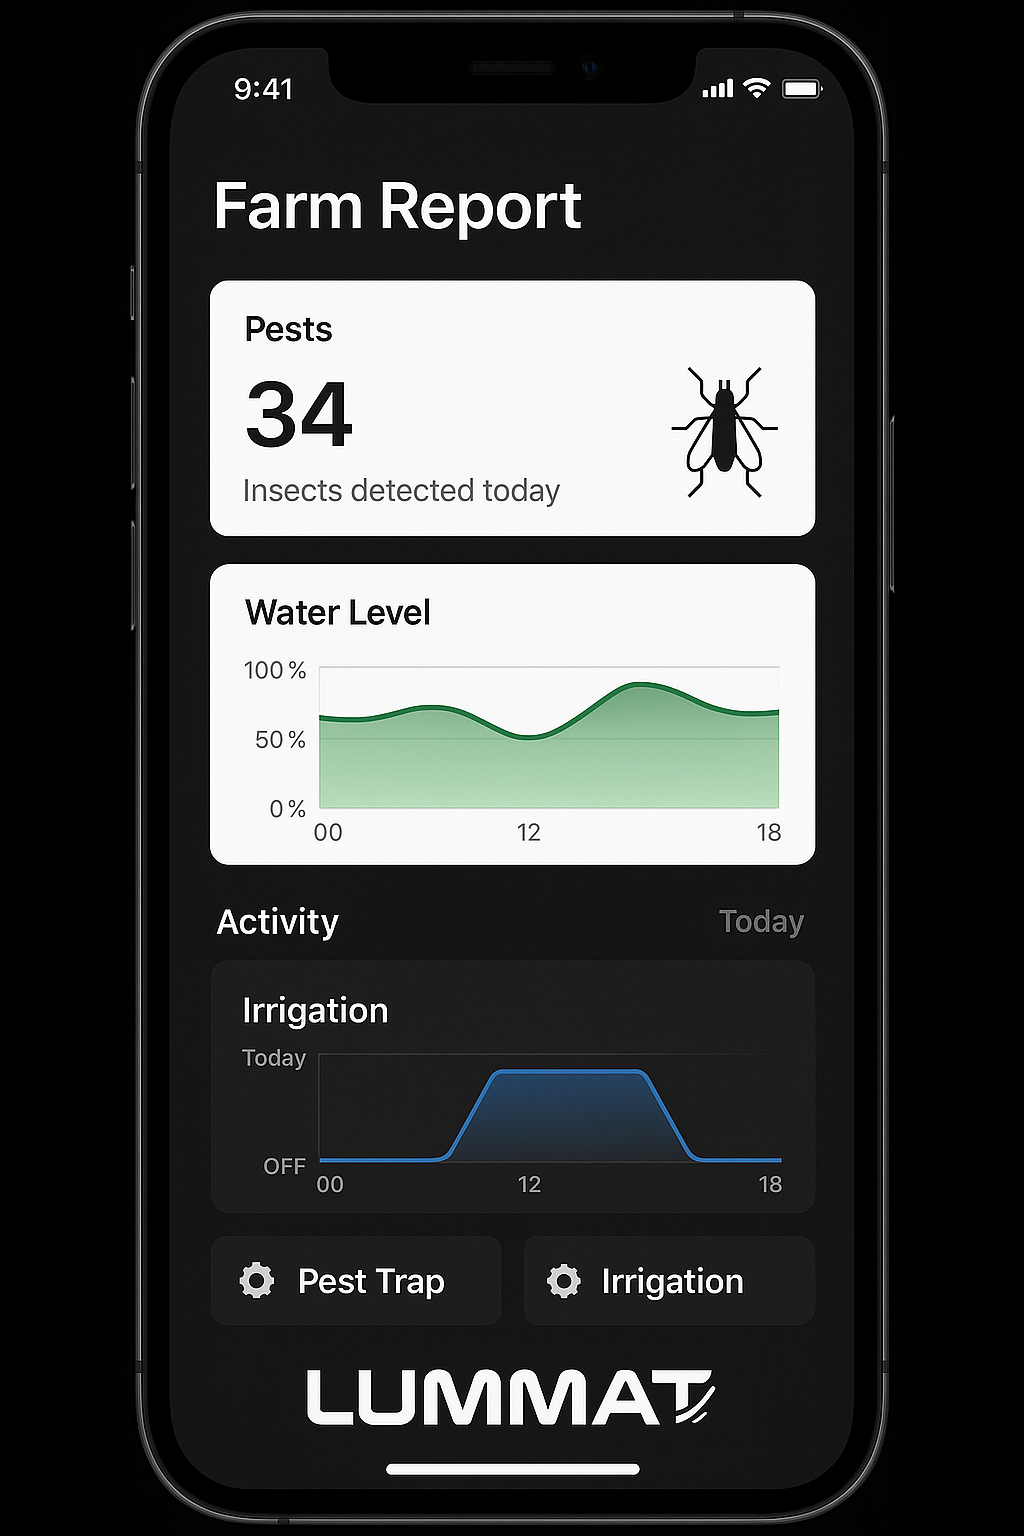 9:41
Farm Report
Pests
34
Insects detected today
Water Level
100 %
50 %
0 %
00 12 18
Activity Today
Irrigation
Today
OFF
00 12 18
Pest Trap Irrigation
LUMMAT